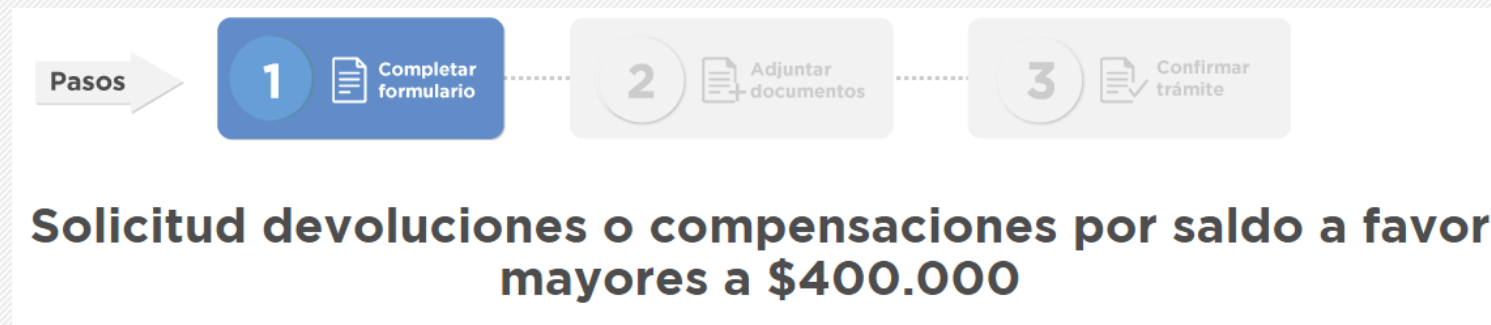 Pasos
1
Completar
formulario
2
Adjuntar
documentos
3
Confirmar
trámite
Solicitud devoluciones o compensaciones por saldo a favor
mayores a $400.000